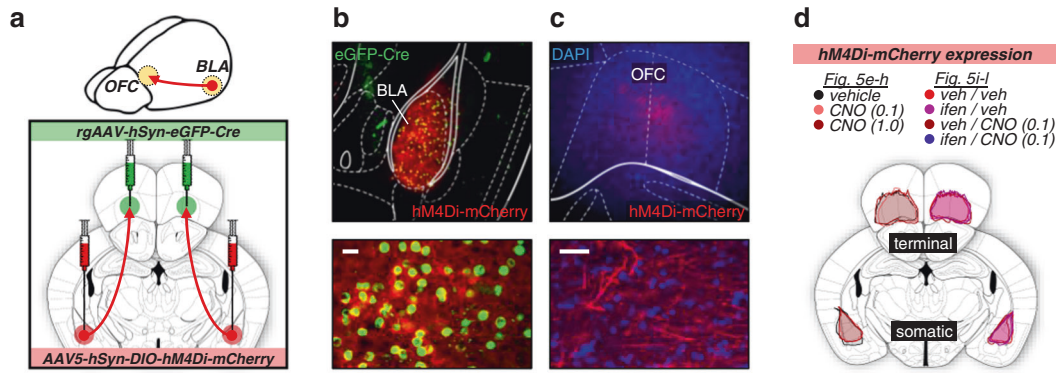 a
OFC
BLA
rgAAV-hSyn-eGFP-Cre
AAV5-hSyn-DIO-hM4Di-mCherry
b
eGFP-Cre
BLA
hM4Di-mCherry
c
DAPI
OFC
hM4Di-mCherry
d
hM4Di-mCherry expression
Fig. 5e-h
vehicle
CNO (0.1)
CNO (1.0)
Fig. 5i-l
veh / veh
ifen / veh
veh / CNO (0.1)
ifen / CNO (0.1)
terminal
somatic